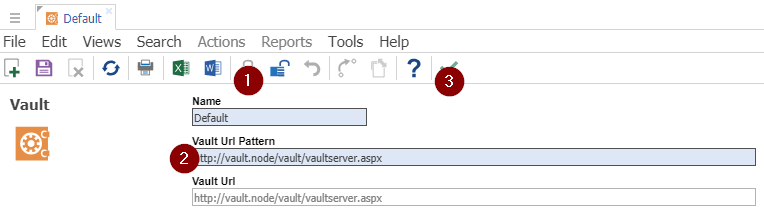 Default
File Edit Views Search Actions Reports Tools Help
1
3
Vault
Name
Default
Vault Url Pattern
2
http://vault.node/vault/vaultserver.aspx
Vault Url
http://vault.node/vault/vaultserver.aspx